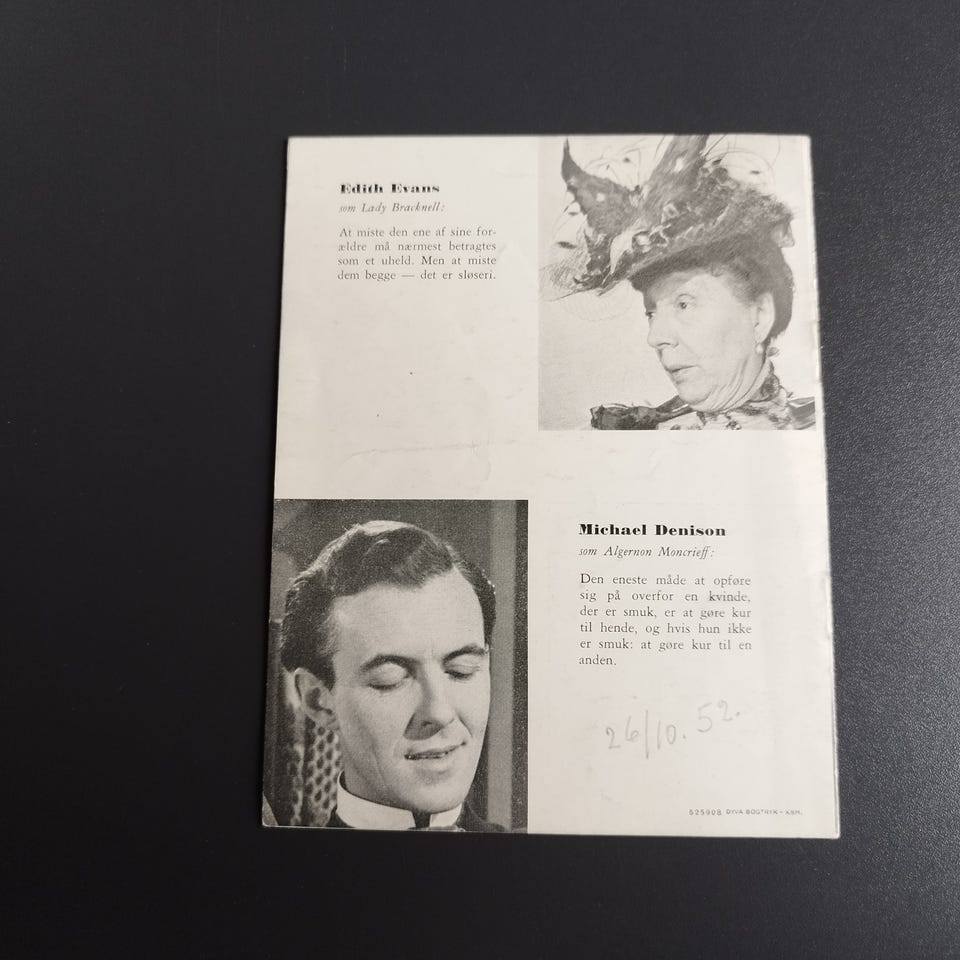 Edith Evans
som Lady Bracknell:
At miste den ene af sine for-
ældre må nærmest betragtes
som et uheld. Men at miste
dem begge — det er sløseri.
Michael Denison
som Algernon Moncrieff:
Den eneste måde at opføre
sig på overfor en kvinde,
der er smuk, er at gøre kur
til hende, og hvis hun ikke
er smuk: at gøre kur til en
anden.
26/10. 52.
525908 DYVA BOGTRYK - KBH.